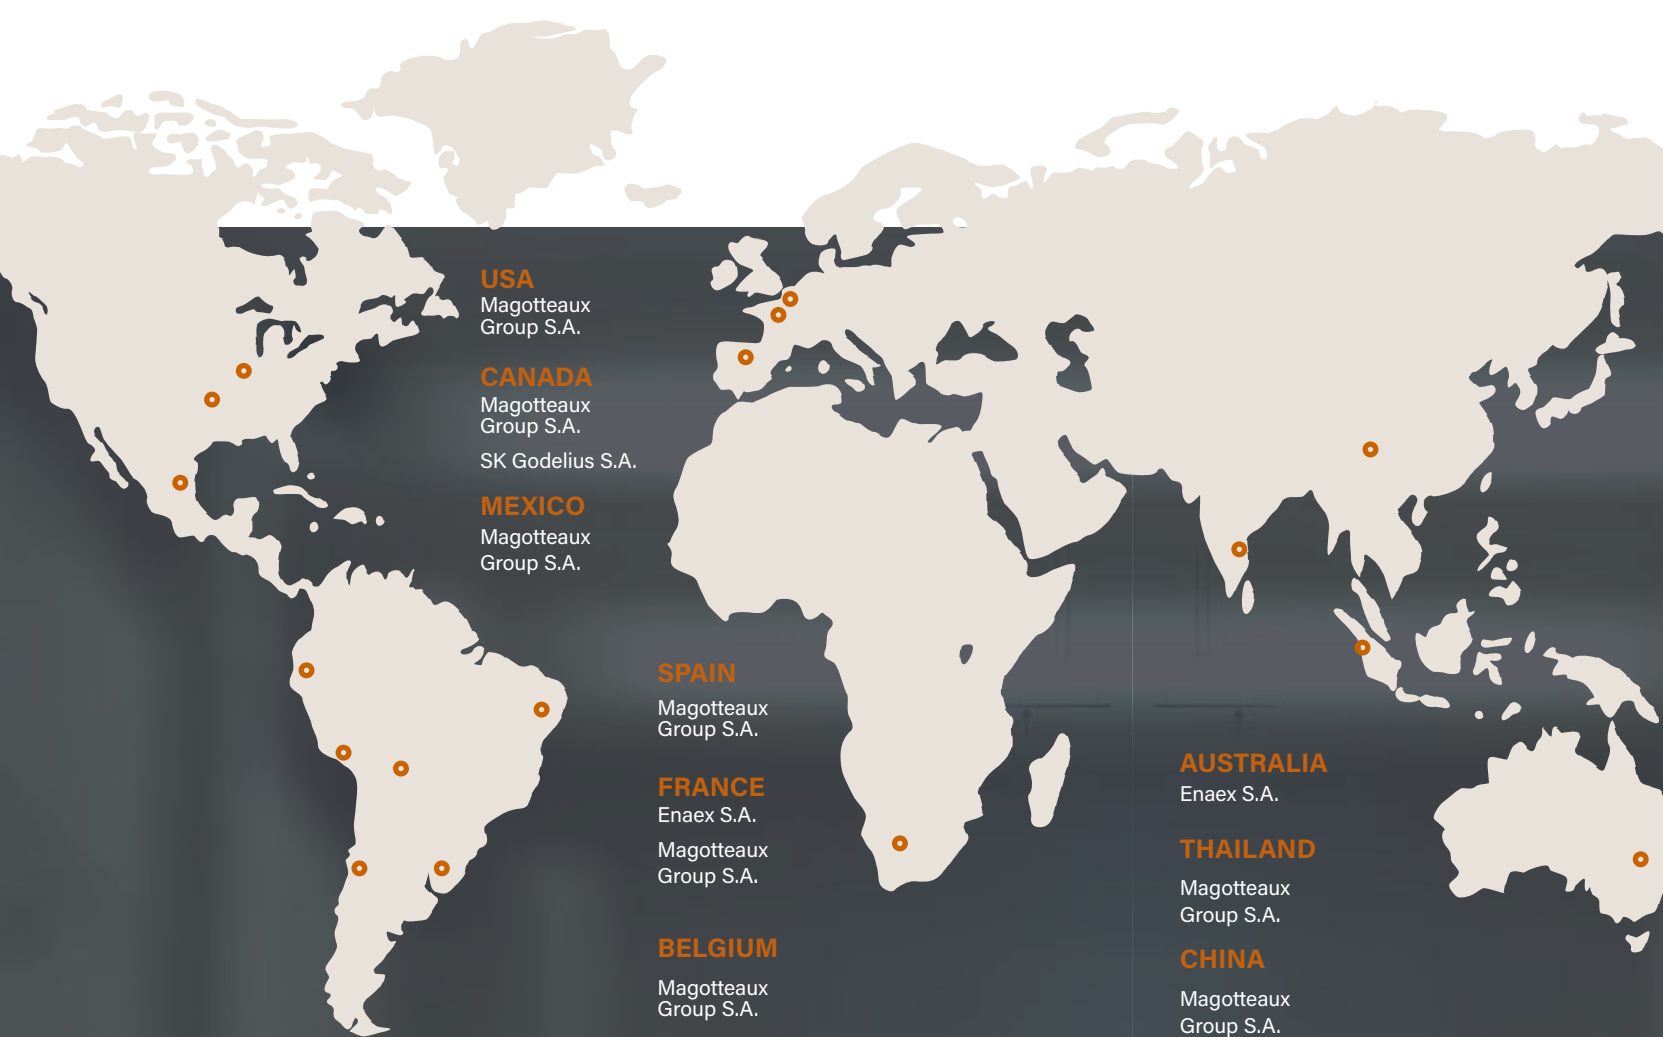 USA
Magotteaux
Group S.A.
CANADA
Magotteaux
Group S.A.
SK Godelius S.A.
MEXICO
Magotteaux
Group S.A.
SPAIN
Magotteaux
Group S.A.
FRANCE
Enaex S.A.
Magotteaux
Group S.A.
BELGIUM
Magotteaux
Group S.A.
AUSTRALIA
Enaex S.A.
THAILAND
Magotteaux
Group S.A.
CHINA
Magotteaux
Group S.A.